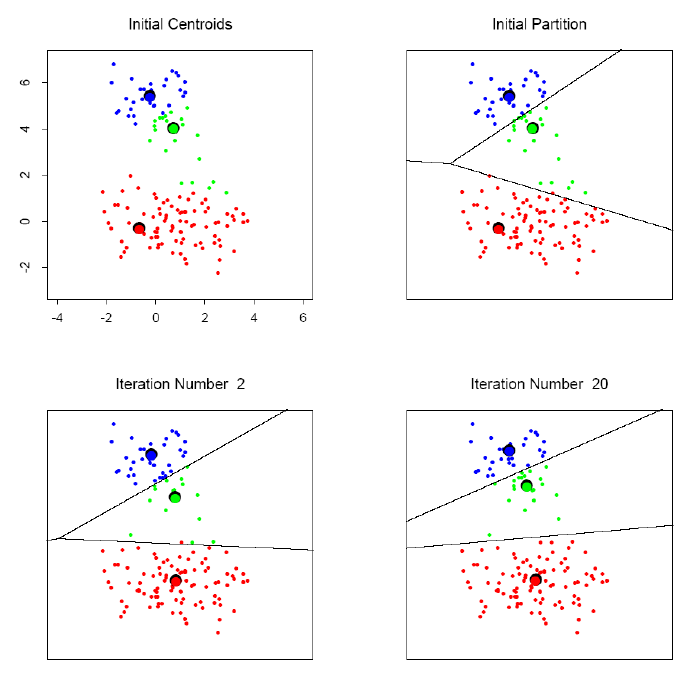 Initial Centroids
Initial Partition
6
4
2
0
-2
-4
-2
0
2
4
6
Iteration Number 2
Iteration Number 20